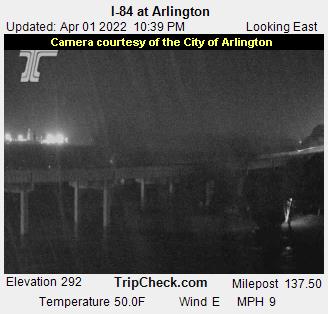 I-84 at Arlington
Updated: Apr 01 2022 10:39 PM Looking East
Camera courtesy of the City of Arlington
Elevation 292 TripCheck.com Milepost 137.50
Temperature 50.0F Wind E MPH 9